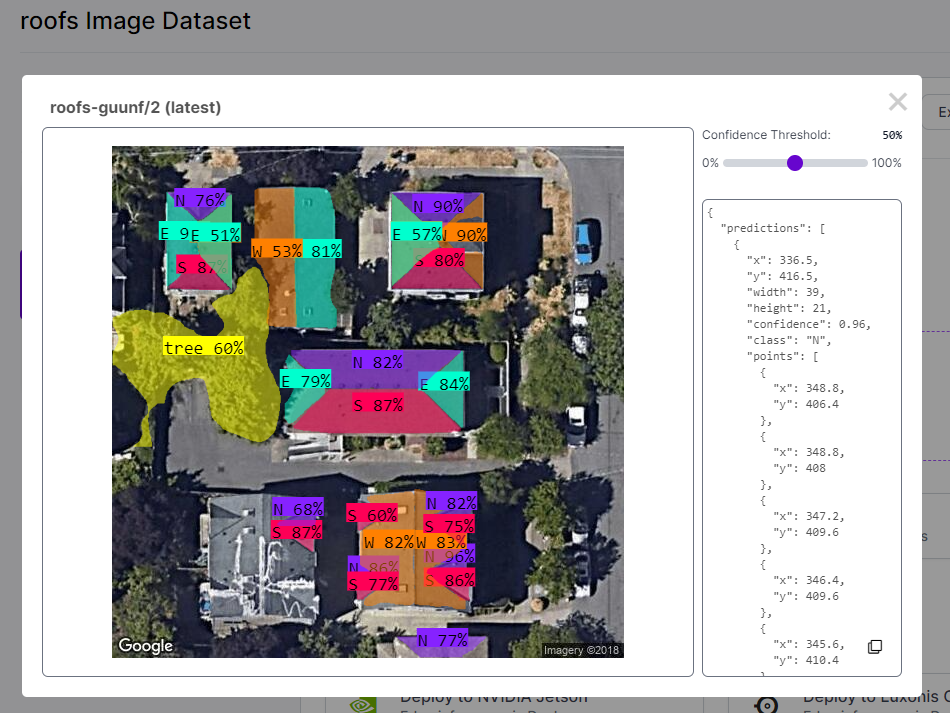 roofs Image Dataset
roofs-guunf/2 (latest)
Confidence Threshold:
50%
0%
100%
N 76%
E 9
E 51%
S 87%
W 53%
81%
N 90%
E 57%
W 90%
S 80%
tree 60%
N 82%
E 79%
E 84%
S 87%
N 68%
S 87%
N 82%
S 60%
S 75%
W 82%
W 83%
N 96%
N 86%
S 77%
S 86%
N 77%
Google
Imagery ©2018
{
"predictions": [
{
"x": 336.5,
"y": 416.5,
"width": 39,
"height": 21,
"confidence": 0.96,
"class": "N",
"points": [
{
"x": 348.8,
"y": 406.4
},
{
"x": 348.8,
"y": 408
},
{
"x": 347.2,
"y": 409.6
},
{
"x": 346.4,
"y": 409.6
},
{
"x": 345.6,
"y": 410.4
Ex
s
Deploy to NVIDIA Jetson
Deploy to Luxonis